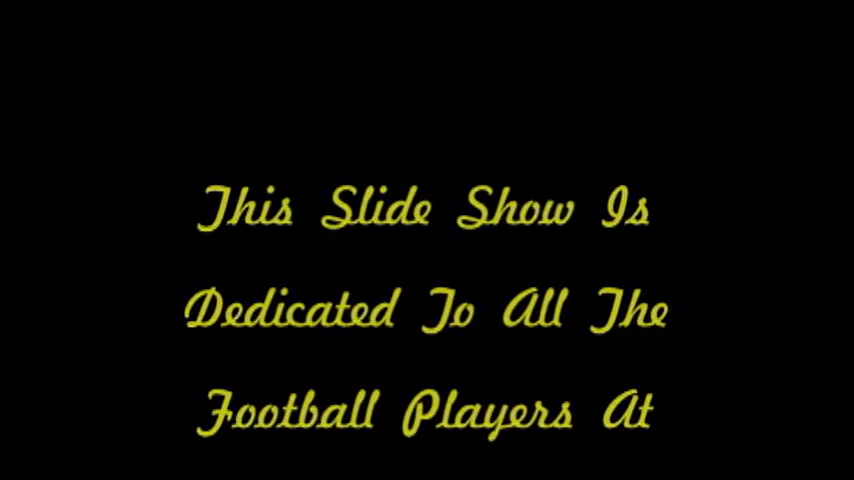 This Slide Show Is
Dedicated To All The
Football Players At